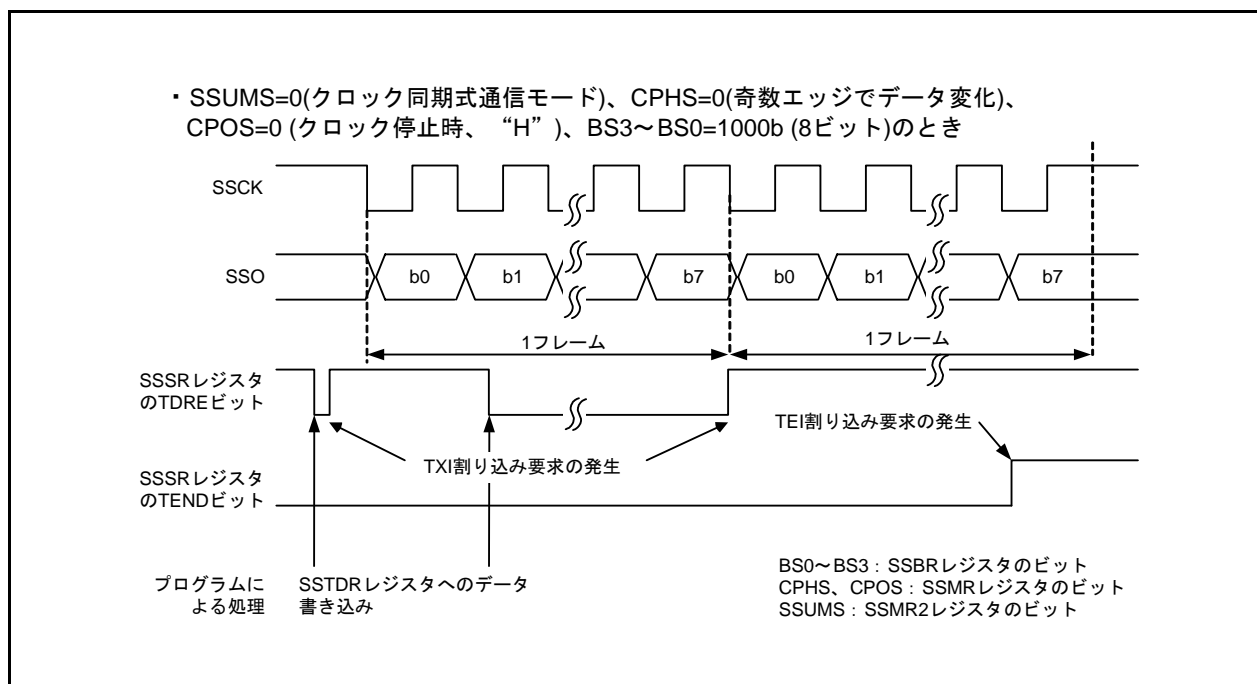 ・SSUMS=0(クロック同期式通信モード)、CPHS=0(奇数エッジでデータ変化)、
CPOS=0 (クロック停止時、 “H” )、BS3～BS0=1000b (8ビット)のとき
SSCK
SSO
b0
b1
b7
b0
b1
b7
1フレーム
1フレーム
SSSRレジスタ
のTDREビット
TXI割り込み要求の発生
TEI割り込み要求の発生
SSSRレジスタ
のTENDビット
プログラムに
よる処理
SSTDRレジスタへのデータ
書き込み
BS0～BS3：SSBRレジスタのビット
CPHS、CPOS：SSMRレジスタのビット
SSUMS：SSMR2レジスタのビット